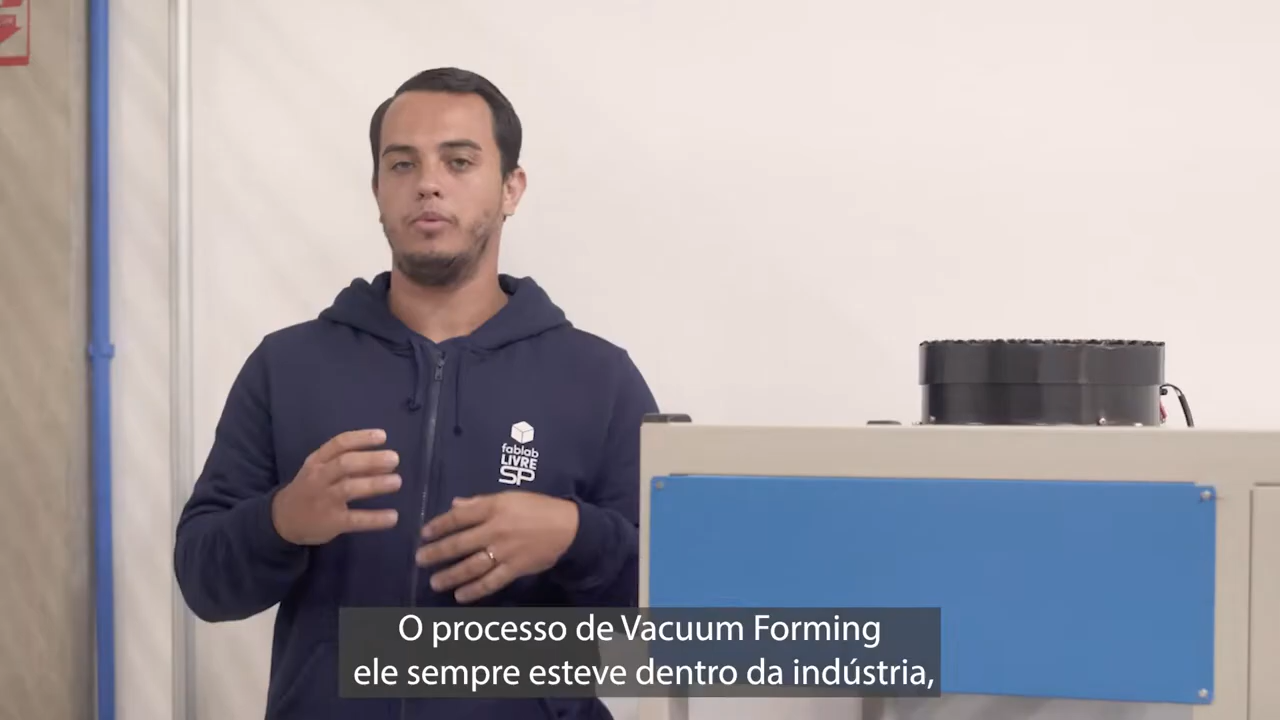 fablab
LIVRE
SP
O processo de Vacuum Forming
ele sempre esteve dentro da indústria,